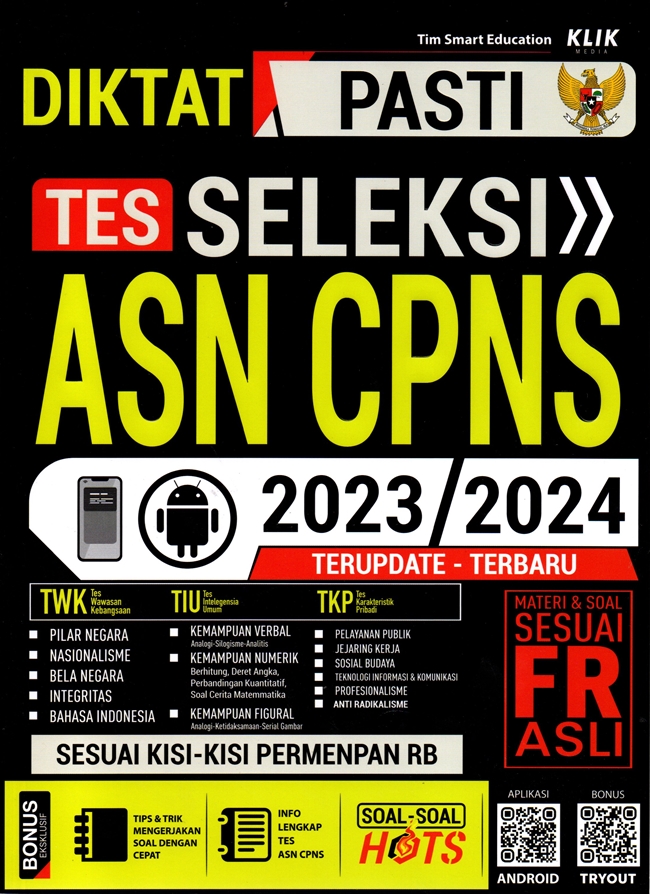 Tim Smart Education
KLIK
MEDIA
DIKTAT PASTI
TES SELEKSI
ASN CPNS
2023/2024
TERUPDATE - TERBARU
TWK Tes Wawasan Kebangsaan
PILAR NEGARA
NASIONALISME
BELA NEGARA
INTEGRITAS
BAHASA INDONESIA
TIU Tes Intelegensia Umum
KEMAMPUAN VERBAL
Analogi-Silogisme-Analitis
KEMAMPUAN NUMERIK
Berhitung, Deret Angka,
Perbandingan Kuantitatif,
Soal Cerita Matemmatika
KEMAMPUAN FIGURAL
Analogi-Ketidaksamaan-Serial Gambar
TKP Tes Karakteristik Pribadi
PELAYANAN PUBLIK
JEJARING KERJA
SOSIAL BUDAYA
TEKNOLOGI INFORMASI & KOMUNIKASI
PROFESIONALISME
ANTI RADIKALISME
MATERI & SOAL
SESUAI
FR
ASLI
SESUAI KISI-KISI PERMENPAN RB
BONUS
EKSKLUSIF
TIPS & TRIK
MENGERJAKAN
SOAL DENGAN
CEPAT
INFO
LENGKAP
TES
ASN CPNS
SOAL-SOAL
HOTS
APLIKASI
ANDROID
BONUS
TRYOUT